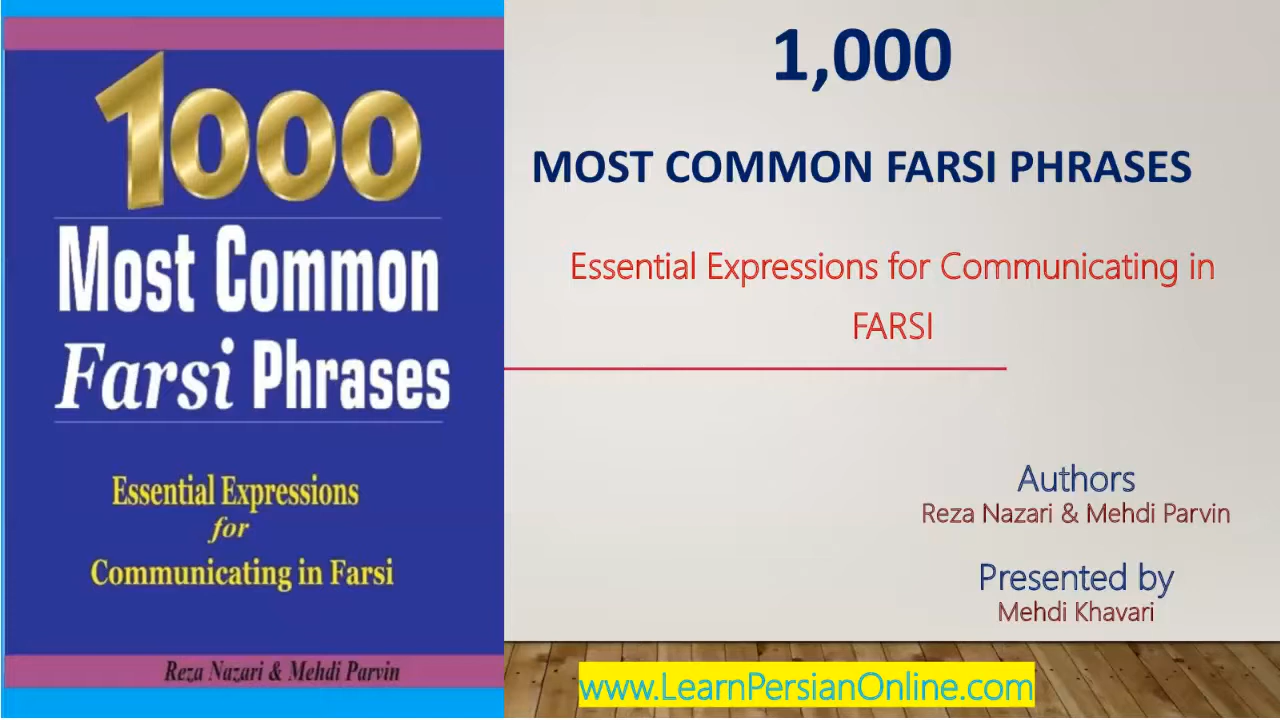 1000
Most Common
Farsi Phrases
Essential Expressions
for
Communicating in Farsi
Reza Nazari & Mehdi Parvin
1,000
MOST COMMON FARSI PHRASES
Essential Expressions for Communicating in
FARSI
Authors
Reza Nazari & Mehdi Parvin
Presented by
Mehdi Khavari
www.LearnPersianOnline.com